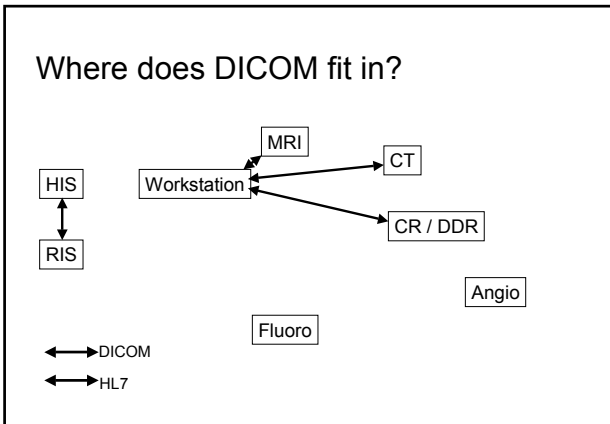 Where does DICOM fit in?
MRI
CT
HIS
Workstation
CR / DDR
RIS
Angio
Fluoro
DICOM
HL7